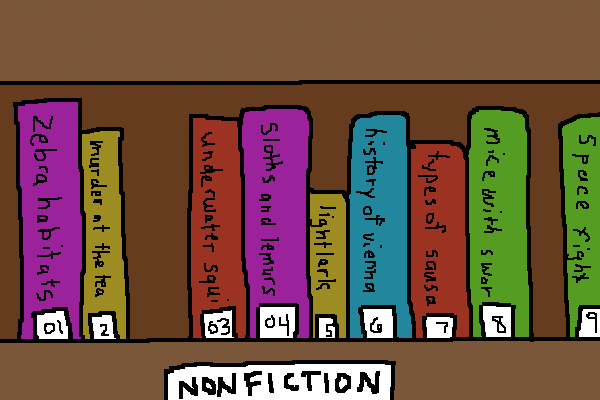 Zebra habitats
01
murder at the tea
2
underwater squi
03
Sloths and lemurs
04
lightlark
5
history of vienna
6
types of sausa
7
mice with swor
8
Space fight
9
NONFICTION